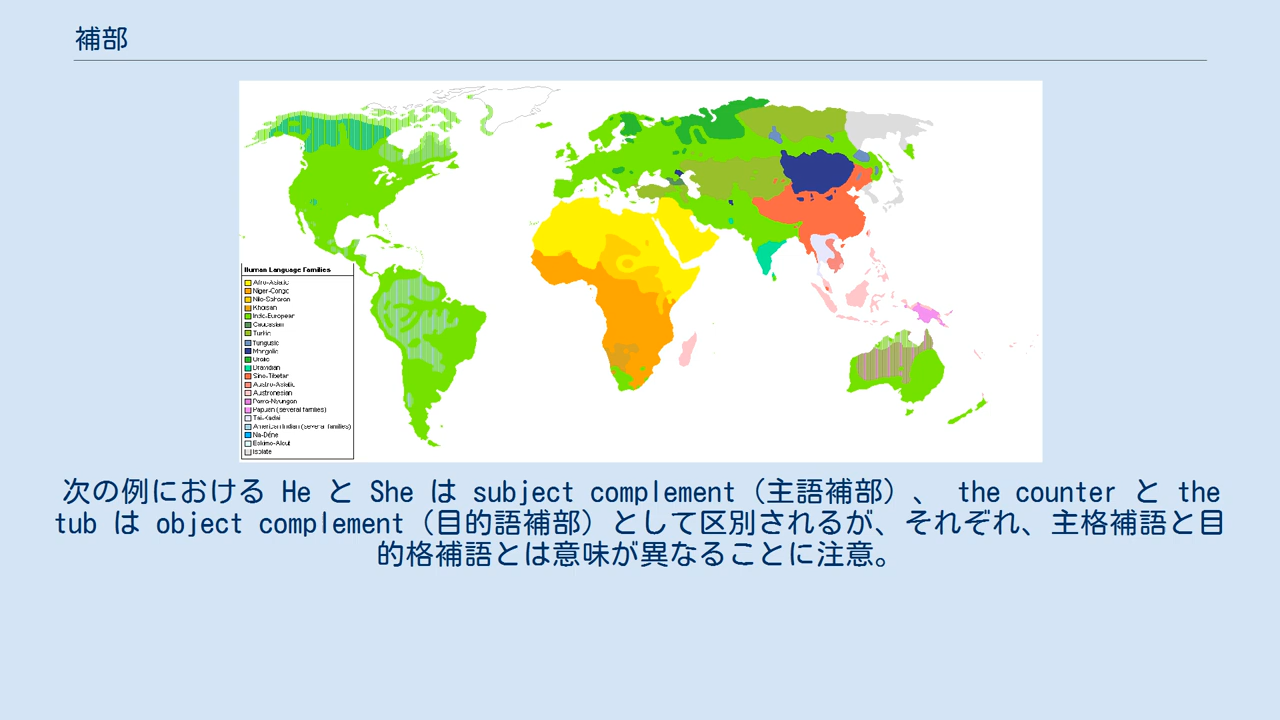 補部
Human Language Families
Afro-Asiatic
Niger-Congo
Nilo-Saharan
Khoisan
Indo-European
Caucasian
Turkic
Tungusic
Mongolic
Uralic
Dravidian
Sino-Tibetan
Austro-Asiatic
Austronesian
Pama-Nyungan
Papuan (several families)
Tai-Kadai
American Indian (several families)
Na-Dené
Eskimo-Aleut
Isolate
次の例における He と She は subject complement（主語補部）、 the counter と the
tub は object complement（目的語補部）として区別されるが、それぞれ、主格補語と目
的格補語とは意味が異なることに注意。